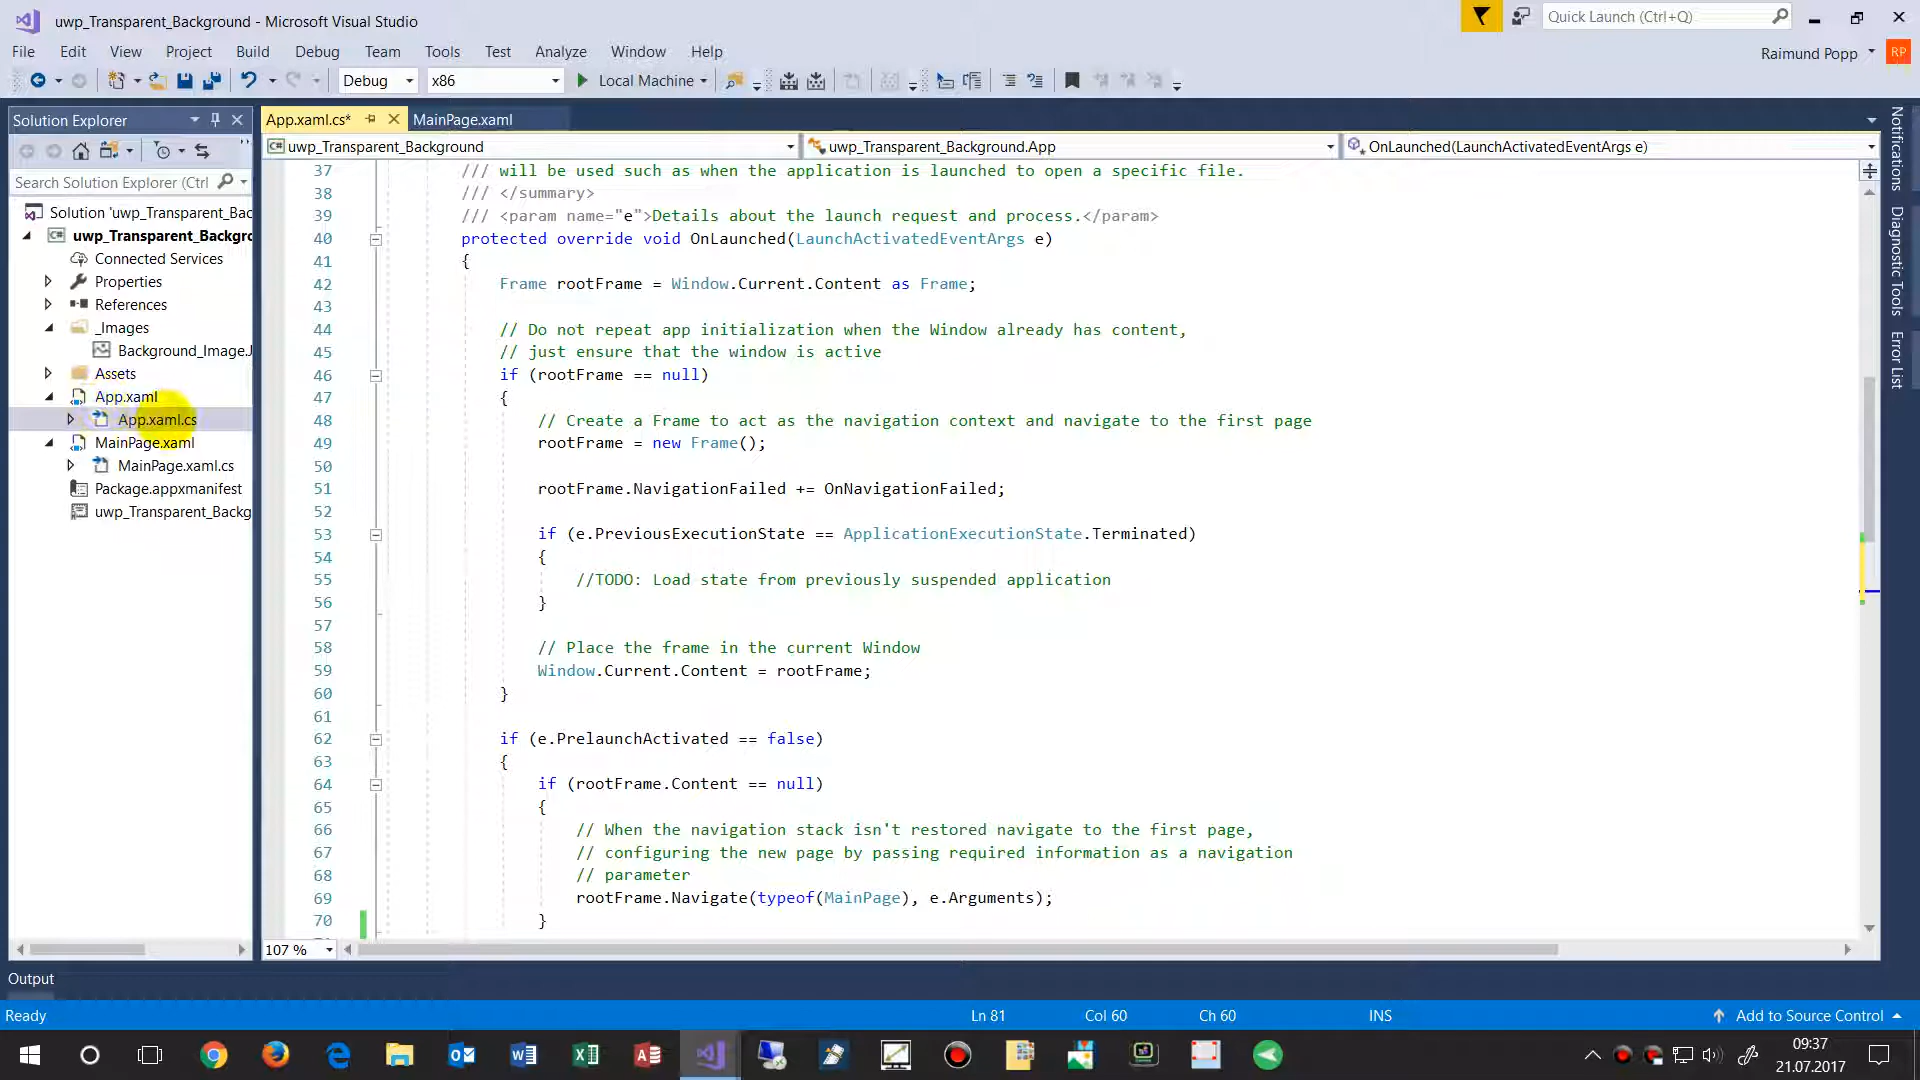 uwp_Transparent_Background - Microsoft Visual Studio
Quick Launch (Ctrl+Q)
File Edit View Project Build Debug Team Tools Test Analyze Window Help
Raimund Popp
RP
Debug x86 Local Machine
Solution Explorer
App.xaml.cs* MainPage.xaml
uwp_Transparent_Background uwp_Transparent_Background.App OnLaunched(LaunchActivatedEventArgs e)
Search Solution Explorer (Ctrl
Solution 'uwp_Transparent_Bac
uwp_Transparent_Backgro
Connected Services
Properties
References
_Images
Background_Image.J
Assets
App.xaml
App.xaml.cs
MainPage.xaml
MainPage.xaml.cs
Package.appxmanifest
uwp_Transparent_Backg
37 /// will be used such as when the application is launched to open a specific file.
38 /// </summary>
39 /// <param name="e">Details about the launch request and process.</param>
40 protected override void OnLaunched(LaunchActivatedEventArgs e)
41 {
42 Frame rootFrame = Window.Current.Content as Frame;
43
44 // Do not repeat app initialization when the Window already has content,
45 // just ensure that the window is active
46 if (rootFrame == null)
47 {
48 // Create a Frame to act as the navigation context and navigate to the first page
49 rootFrame = new Frame();
50
51 rootFrame.NavigationFailed += OnNavigationFailed;
52
53 if (e.PreviousExecutionState == ApplicationExecutionState.Terminated)
54 {
55 //TODO: Load state from previously suspended application
56 }
57
58 // Place the frame in the current Window
59 Window.Current.Content = rootFrame;
60 }
61
62 if (e.PrelaunchActivated == false)
63 {
64 if (rootFrame.Content == null)
65 {
66 // When the navigation stack isn't restored navigate to the first page,
67 // configuring the new page by passing required information as a navigation
68 // parameter
69 rootFrame.Navigate(typeof(MainPage), e.Arguments);
70 }
107 %
Notifications
Diagnostic Tools
Error List
Output
Ready Ln 81 Col 60 Ch 60 INS Add to Source Control
09:37
21.07.2017